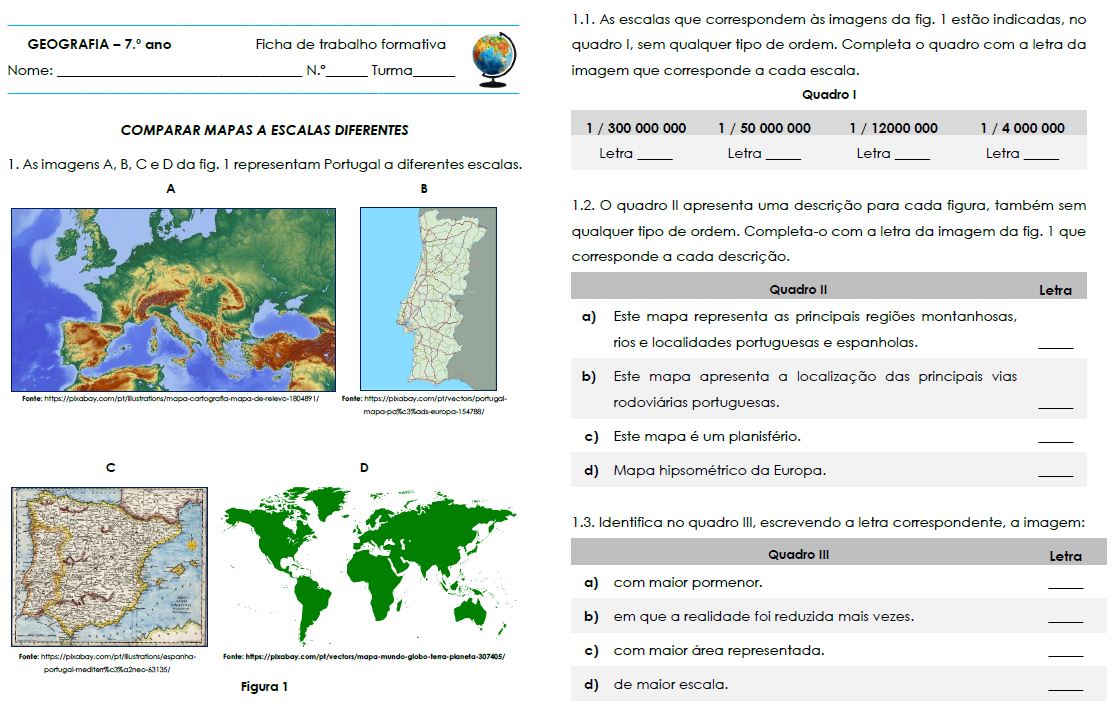 GEOGRAFIA – 7.º ano Ficha de trabalho formativa
Nome: ________________________________ N.º_____ Turma_____
COMPARAR MAPAS A ESCALAS DIFERENTES
1. As imagens A, B, C e D da fig. 1 representam Portugal a diferentes escalas.
A B
Fonte: https://pixabay.com/pt/illustrations/mapa-cartografia-mapa-de-relevo-1804891/
Fonte: https://pixabay.com/pt/vectors/portugal-
mapa-pa%c3%ads-europa-154788/
C D
Fonte: https://pixabay.com/pt/illustrations/espanha-
portugal-mediterr%c3%a2neo-63135/
Fonte: https://pixabay.com/pt/vectors/mapa-mundo-globo-terra-planeta-307405/
Figura 1
1.1. As escalas que correspondem às imagens da fig. 1 estão indicadas, no
quadro I, sem qualquer tipo de ordem. Completa o quadro com a letra da
imagem que corresponde a cada escala.
Quadro I
1 / 300 000 000 1 / 50 000 000 1 / 12000 000 1 / 4 000 000
Letra _____ Letra _____ Letra _____ Letra _____
1.2. O quadro II apresenta uma descrição para cada figura, também sem
qualquer tipo de ordem. Completa-o com a letra da imagem da fig. 1 que
corresponde a cada descrição.
Quadro II Letra
a) Este mapa representa as principais regiões montanhosas,
rios e localidades portuguesas e espanholas. _____
b) Este mapa apresenta a localização das principais vias
rodoviárias portuguesas. _____
c) Este mapa é um planisfério. _____
d) Mapa hipsométrico da Europa. _____
1.3. Identifica no quadro III, escrevendo a letra correspondente, a imagem:
Quadro III Letra
a) com maior pormenor. _____
b) em que a realidade foi reduzida mais vezes. _____
c) com maior área representada. _____
d) de maior escala. _____